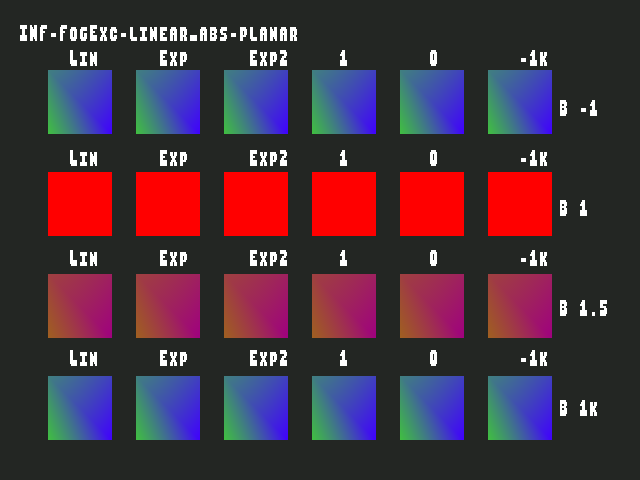 INF-FOGEXC-LINEAR_ABS-PLANAR
LIN EXP EXP2 1 0 -1K
B -1
LIN EXP EXP2 1 0 -1K
B 1
LIN EXP EXP2 1 0 -1K
B 1.5
LIN EXP EXP2 1 0 -1K
B 1K